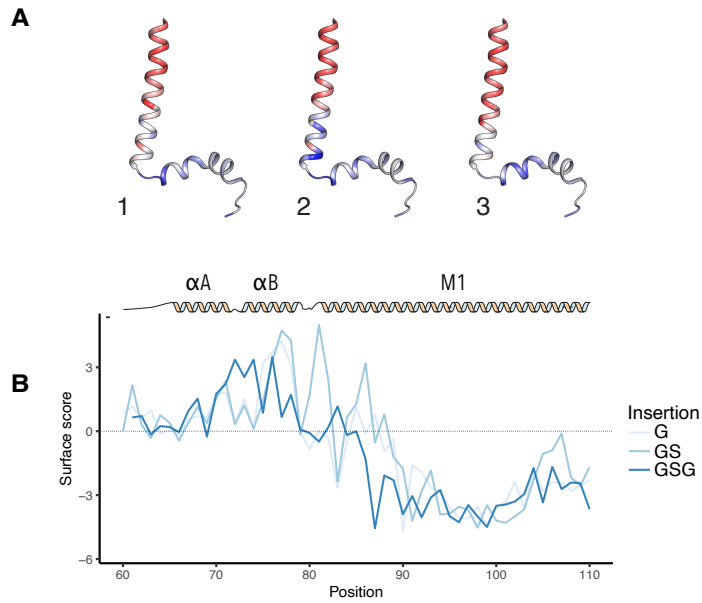 A
1 2 3
αA αB M1
B
Surface score
3
0
−3
−6
60 70 80 90 100 110
Position
Insertion
G
GS
GSG